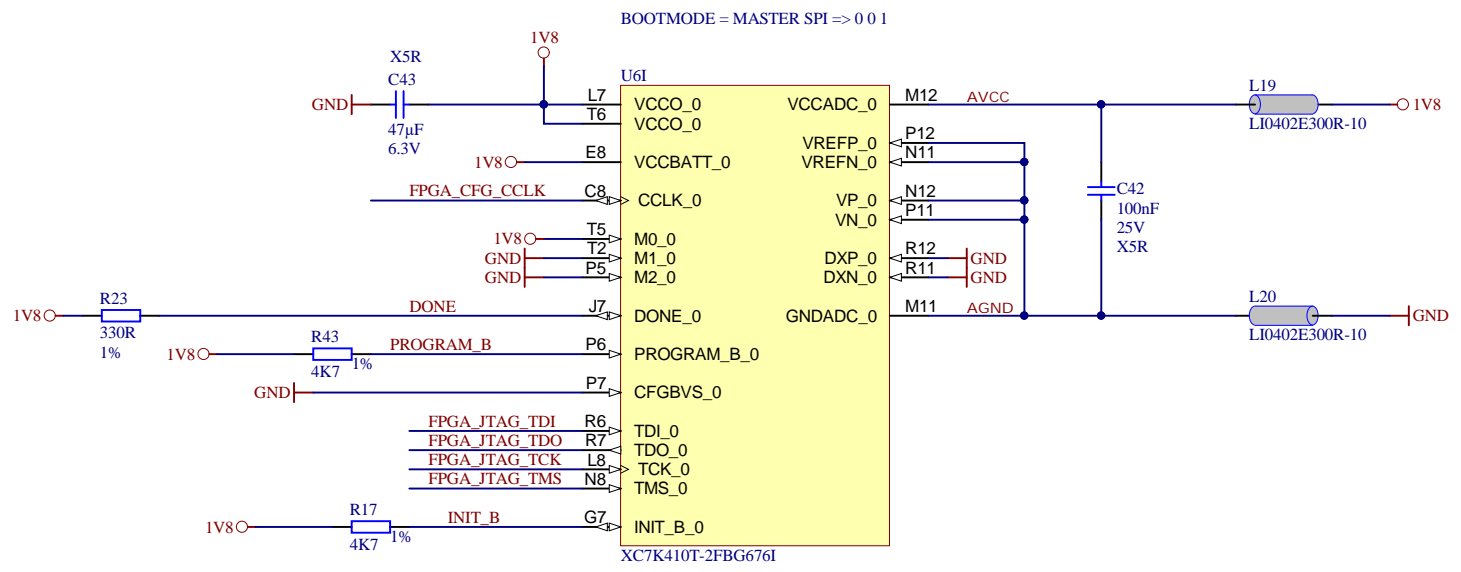 BOOTMODE = MASTER SPI => 0 0 1
1V8
X5R
C43
GND
47µF
6.3V
U6I
L7 VCCO_0
T6 VCCO_0
1V8 E8 VCCBATT_0
FPGA_CFG_CCLK C8 CCLK_0
1V8 T5 M0_0
GND T2 M1_0
GND P5 M2_0
R23
1V8 DONE J7 DONE_0
330R
1%
R43
1V8 PROGRAM_B P6 PROGRAM_B_0
4K7 1%
GND P7 CFGBVS_0
FPGA_JTAG_TDI R6 TDI_0
FPGA_JTAG_TDO R7 TDO_0
FPGA_JTAG_TCK L8 TCK_0
FPGA_JTAG_TMS N8 TMS_0
R17
1V8 INIT_B G7 INIT_B_0
4K7 1%
VCCADC_0 M12 AVCC
VREFP_0 P12
VREFN_0 N11
VP_0 N12
VN_0 P11
DXP_0 R12 GND
DXN_0 R11 GND
GNDADC_0 M11 AGND
XC7K410T-2FBG676I
L19
1V8
LI0402E300R-10
C42
100nF
25V
X5R
L20
GND
LI0402E300R-10